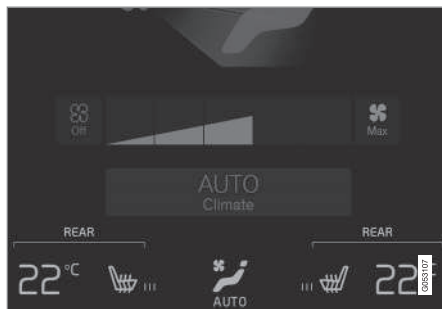 Off
Max
AUTO
Climate
REAR
REAR
22°C
22°C
AUTO
G053107